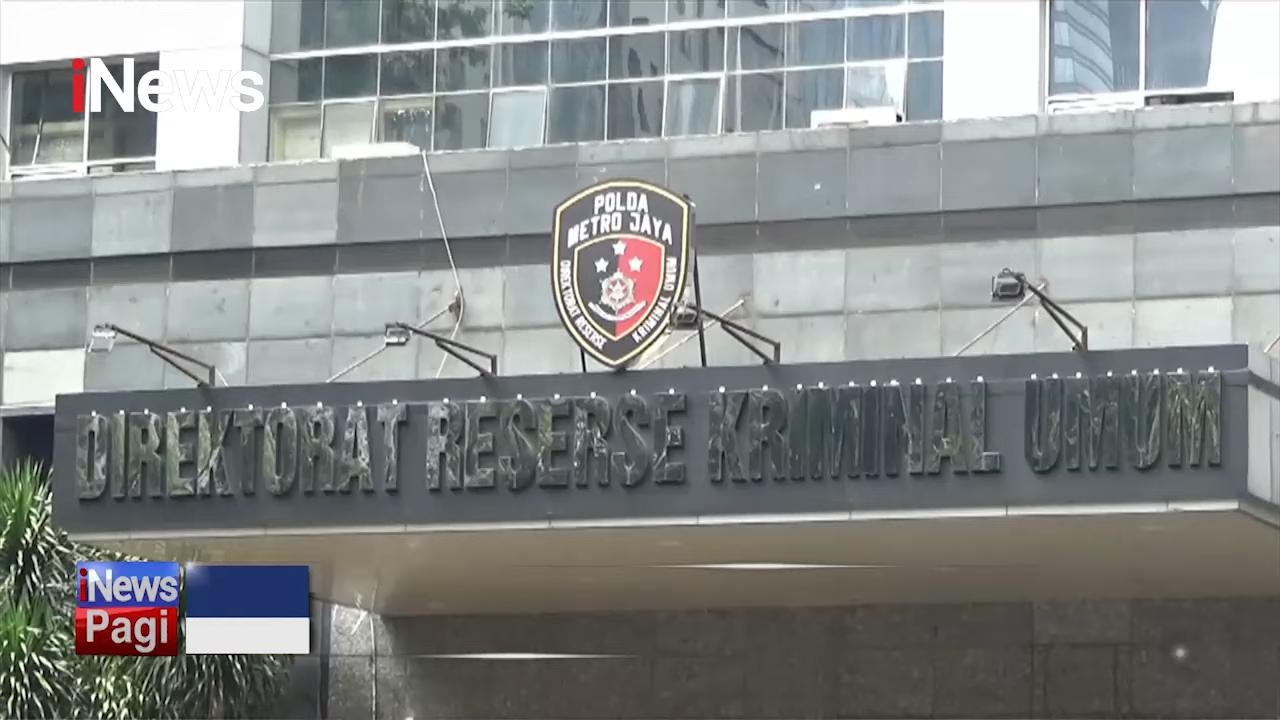 iNews
POLDA
METRO JAYA
DIREKTORAT RESERSE
KRIMINAL UMUM
DIREKTORAT RESERSE KRIMINAL UMUM
iNews
Pagi